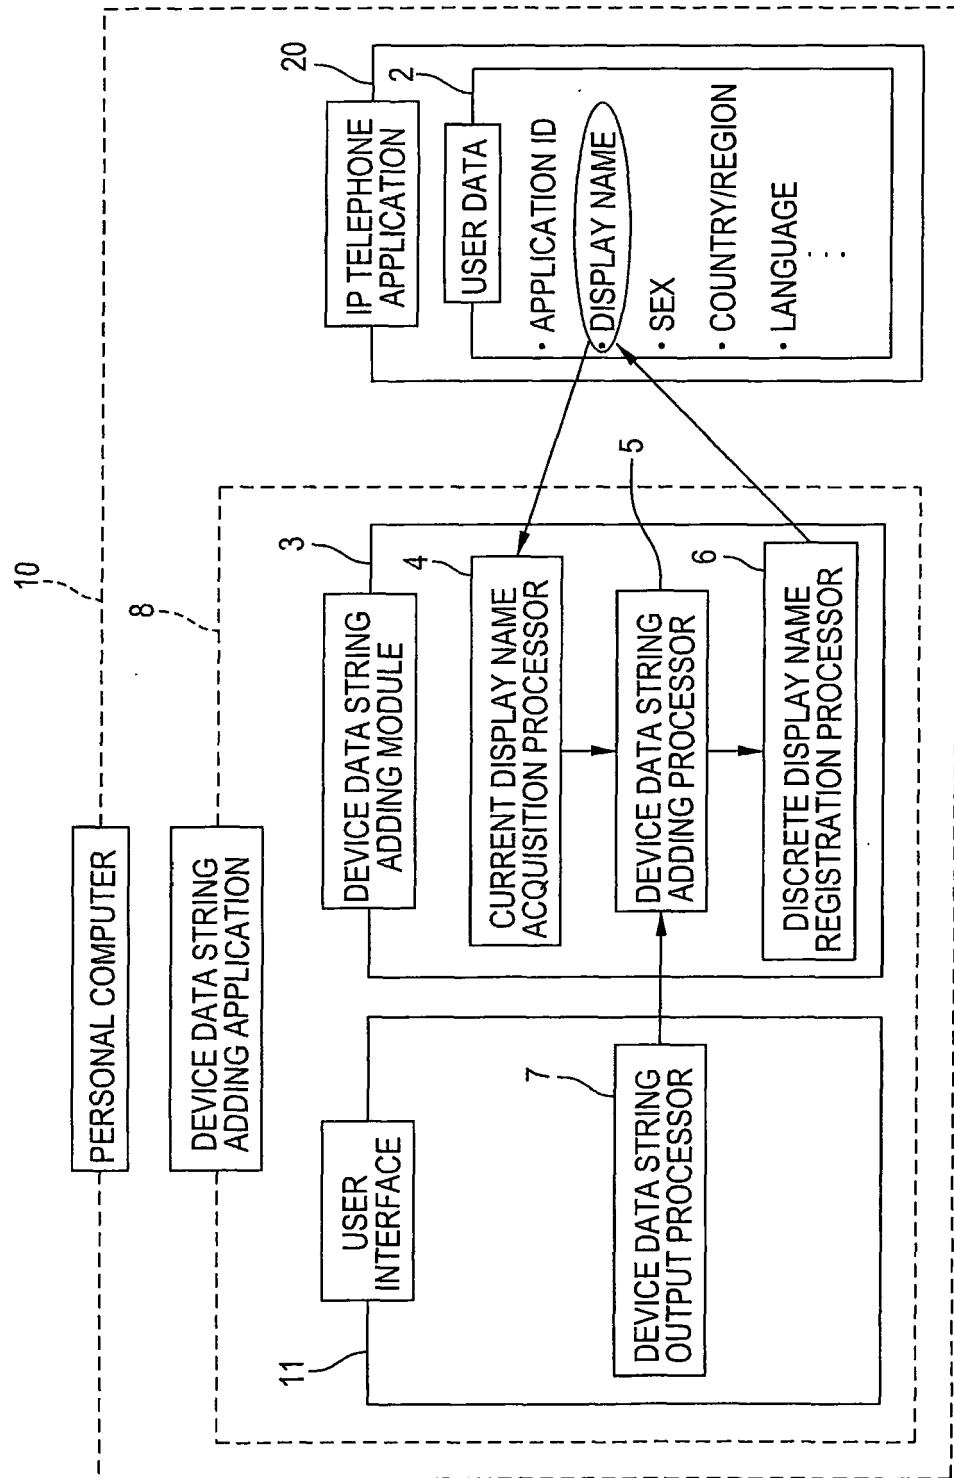 10
PERSONAL COMPUTER
8
DEVICE DATA STRING
ADDING APPLICATION
11
USER
INTERFACE
7
DEVICE DATA STRING
OUTPUT PROCESSOR
3
DEVICE DATA STRING
ADDING MODULE
4
CURRENT DISPLAY NAME
ACQUISITION PROCESSOR
5
DEVICE DATA STRING
ADDING PROCESSOR
6
DISCRETE DISPLAY NAME
REGISTRATION PROCESSOR
20
IP TELEPHONE
APPLICATION
2
USER DATA
• APPLICATION ID
• DISPLAY NAME
• SEX
• COUNTRY/REGION
• LANGUAGE
⋮